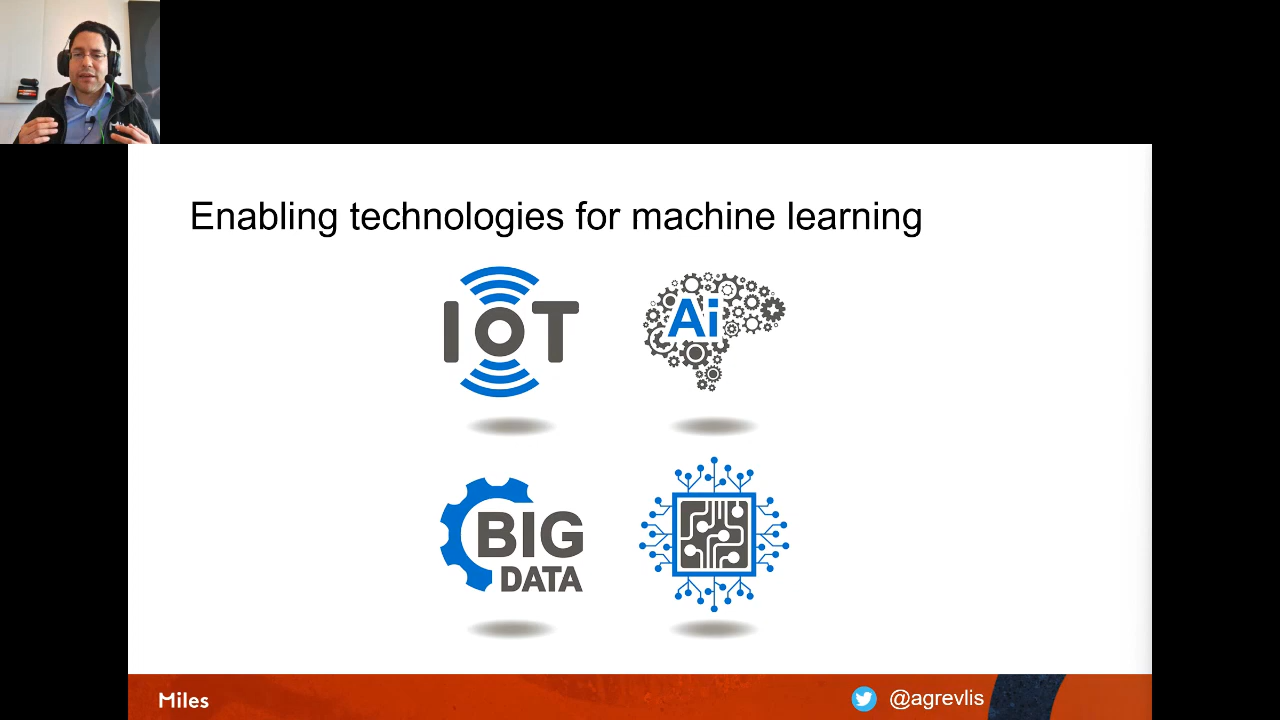 Enabling technologies for machine learning
IoT
Ai
BIG
DATA
Miles
@agrevlis